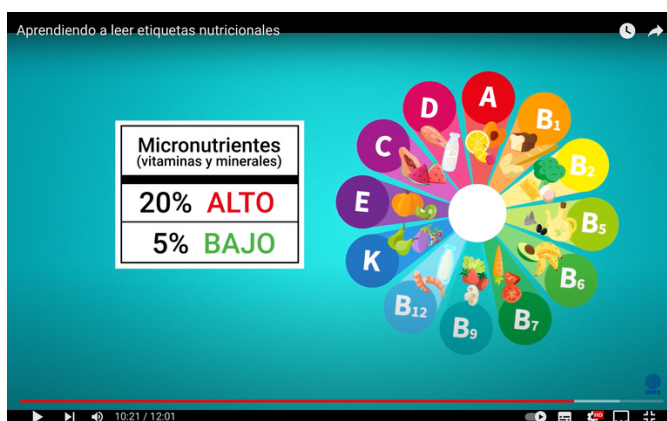 Aprendiendo a leer etiquetas nutricionales
Micronutrientes
(vitaminas y minerales)
20% ALTO
5% BAJO
A
B1
B2
B5
B6
B7
B9
B12
K
E
C
D
10:21 / 12:01
HD